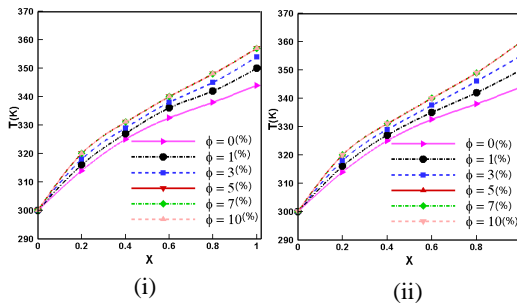 370
360
350
340
330
320
310
300
290
T(K)
0 0.2 0.4 0.6 0.8 1
X
ϕ = 0(%)
ϕ = 1(%)
ϕ = 3(%)
ϕ = 5(%)
ϕ = 7(%)
ϕ = 10(%)
(i)
370
360
350
340
330
320
310
300
290
T(K)
0 0.2 0.4 0.6 0.8
X
ϕ = 0(%)
ϕ = 1(%)
ϕ = 3(%)
ϕ = 5(%)
ϕ = 7(%)
ϕ = 10(%)
(ii)